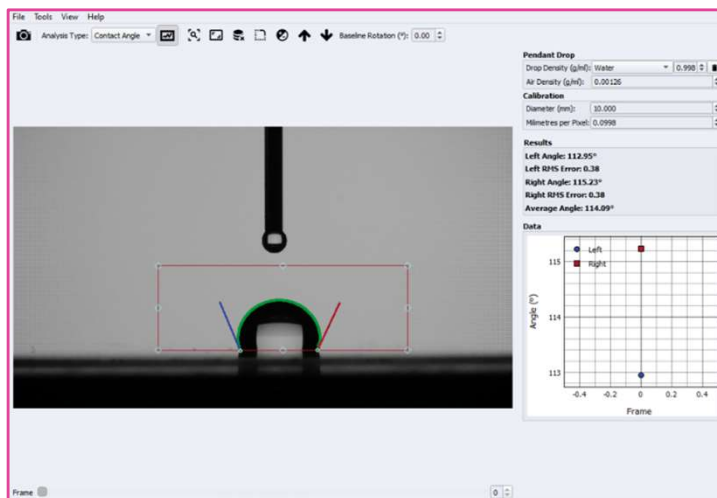 File Tools View Help
Analysis Type: Contact Angle Baseline Rotation (°): 0.00
Pendant Drop
Drop Density (g/ml): Water 0.998
Air Density (g/ml): 0.00126
Calibration
Diameter (mm): 10.000
Milimetres per Pixel: 0.0998
Results
Left Angle: 112.95°
Left RMS Error: 0.38
Right Angle: 115.23°
Right RMS Error: 0.38
Average Angle: 114.09°
Data
Left
Right
115
114
113
Angle (°)
-0.4 -0.2 0 0.2 0.4
Frame
Frame 0